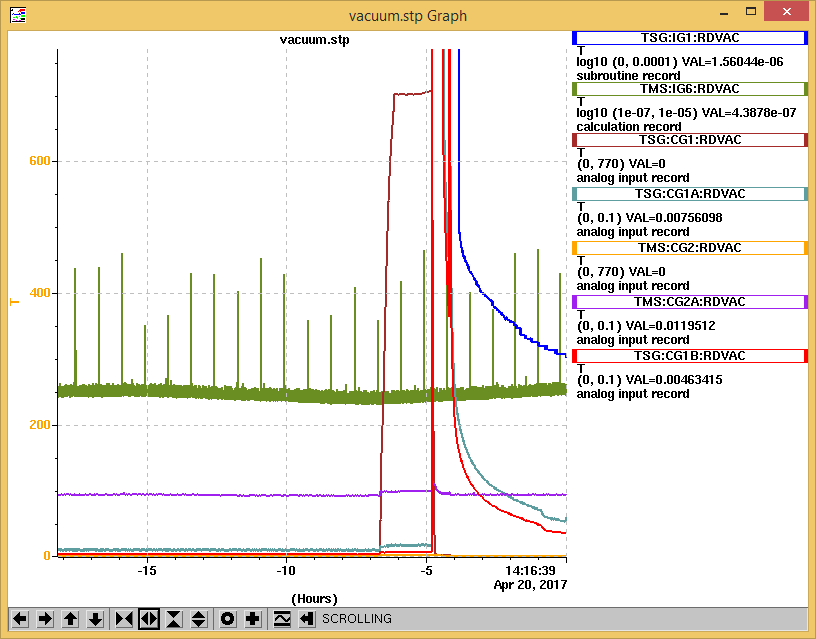 vacuum.stp Graph
vacuum.stp
600
400
200
0
T
-15
-10
-5
14:16:39
Apr 20, 2017
(Hours)
TSG:IG1:RDVAC
T
log10 (0, 0.0001) VAL=1.56044e-06
subroutine record
TMS:IG6:RDVAC
T
log10 (1e-07, 1e-05) VAL=4.3878e-07
calculation record
TSG:CG1:RDVAC
T
(0, 770) VAL=0
analog input record
TSG:CG1A:RDVAC
T
(0, 0.1) VAL=0.00756098
analog input record
TMS:CG2:RDVAC
T
(0, 770) VAL=0
analog input record
TMS:CG2A:RDVAC
T
(0, 0.1) VAL=0.0119512
analog input record
TSG:CG1B:RDVAC
T
(0, 0.1) VAL=0.00463415
analog input record
SCROLLING